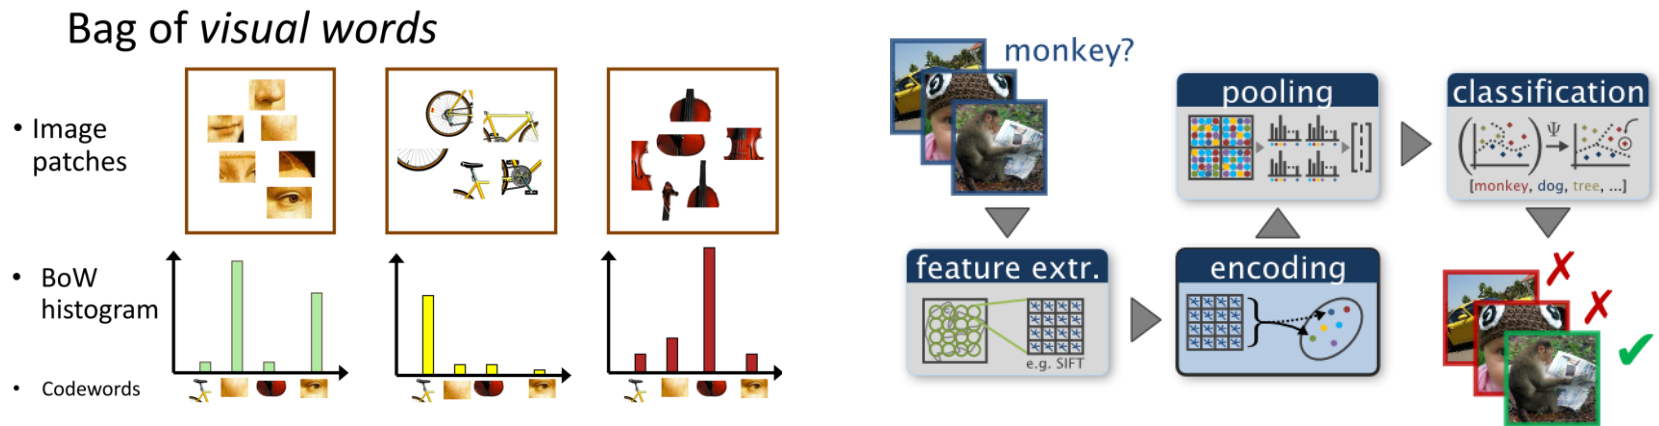 Bag of visual words
• Image
patches
• BoW
histogram
• Codewords
monkey?
feature extr.
e.g. SIFT
encoding
pooling
classification
Ψ
[monkey, dog, tree, ...]